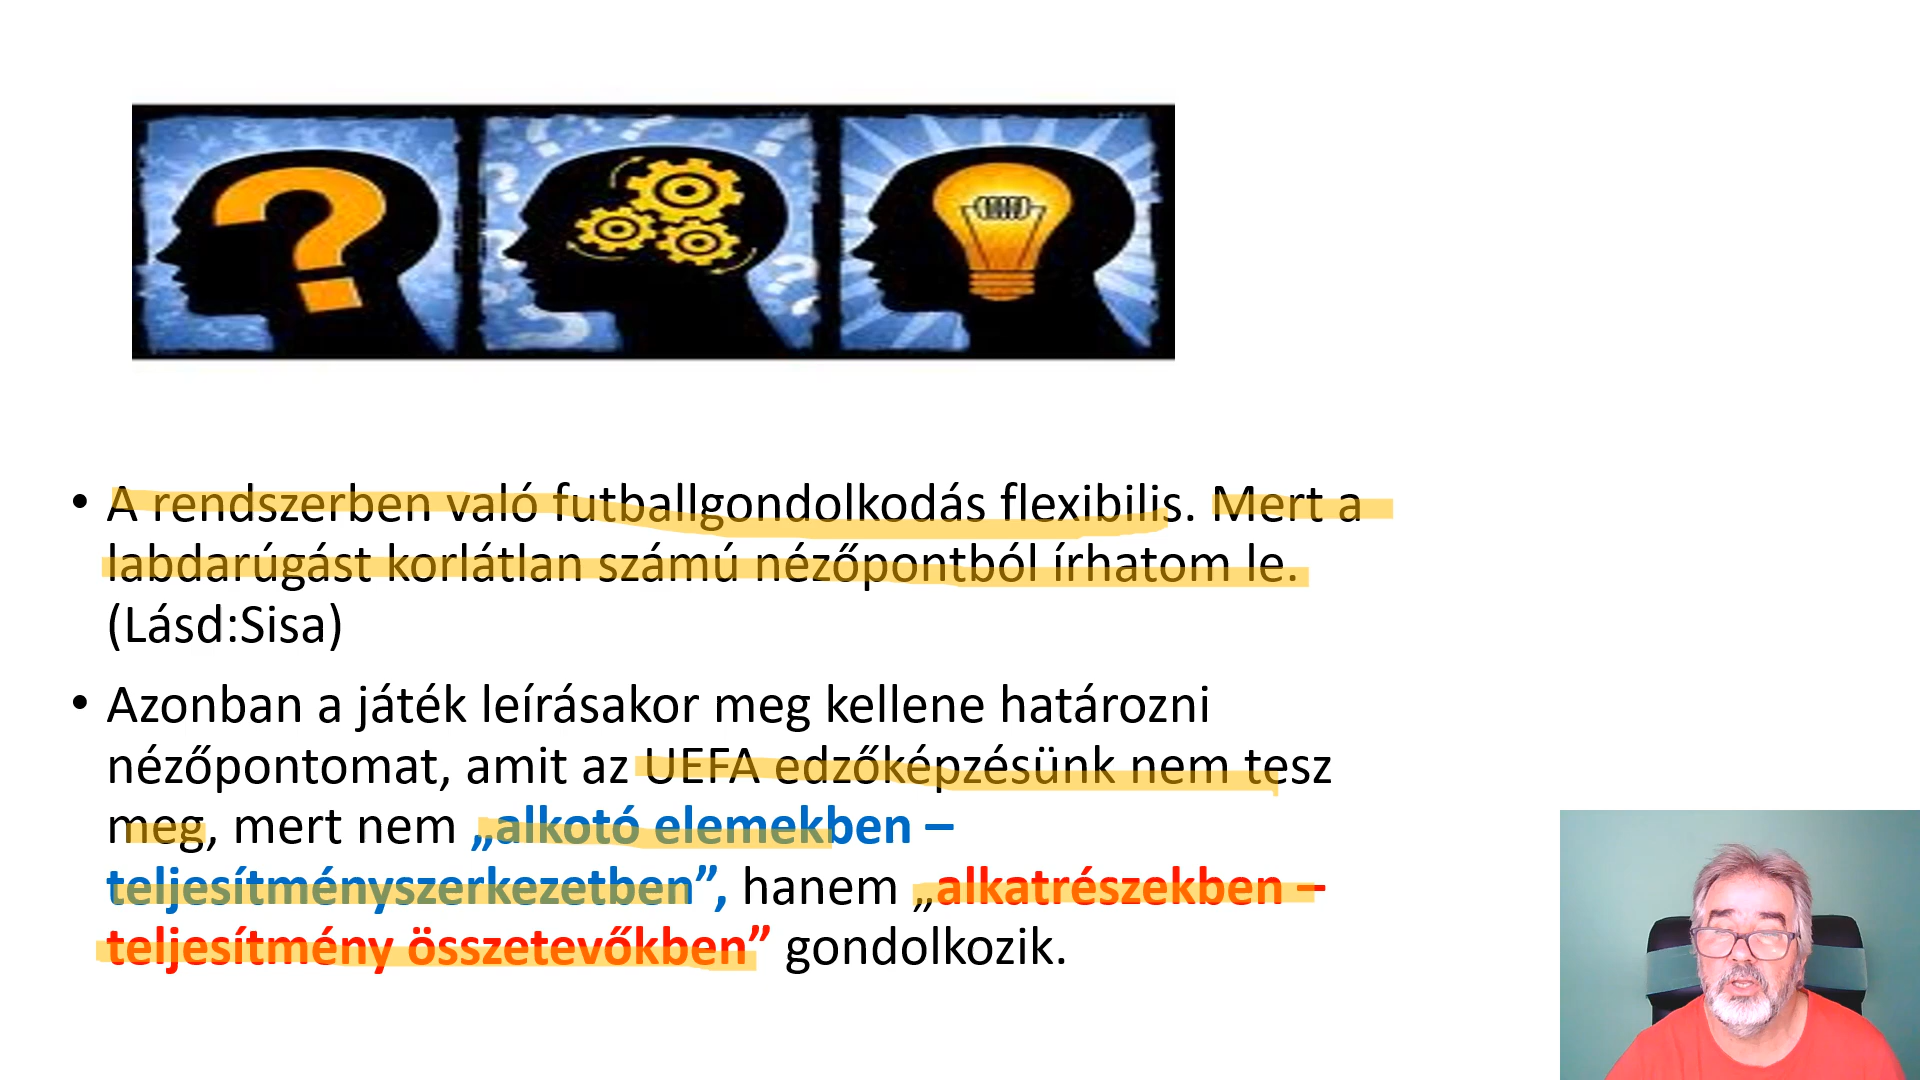 • A rendszerben való futballgondolkodás flexibilis. Mert a
labdarúgást korlátlan számú nézőpontból írhatom le.
(Lásd:Sisa)
• Azonban a játék leírásakor meg kellene határozni
nézőpontomat, amit az UEFA edzőképzésünk nem tesz
meg, mert nem „alkotó elemekben –
teljesítményszerkezetben”, hanem „alkatrészekben –
teljesítmény összetevőkben” gondolkozik.